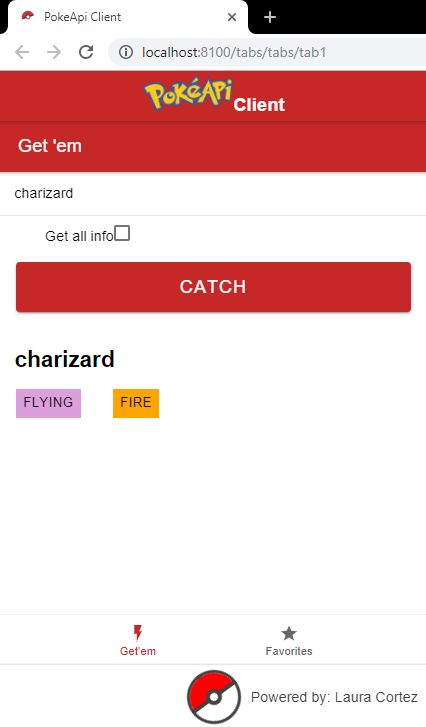 PokeApi Client
localhost:8100/tabs/tabs/tab1
PokéApi Client
Get 'em
charizard
Get all info
CATCH
charizard
FLYING FIRE
Get'em Favorites
Powered by: Laura Cortez